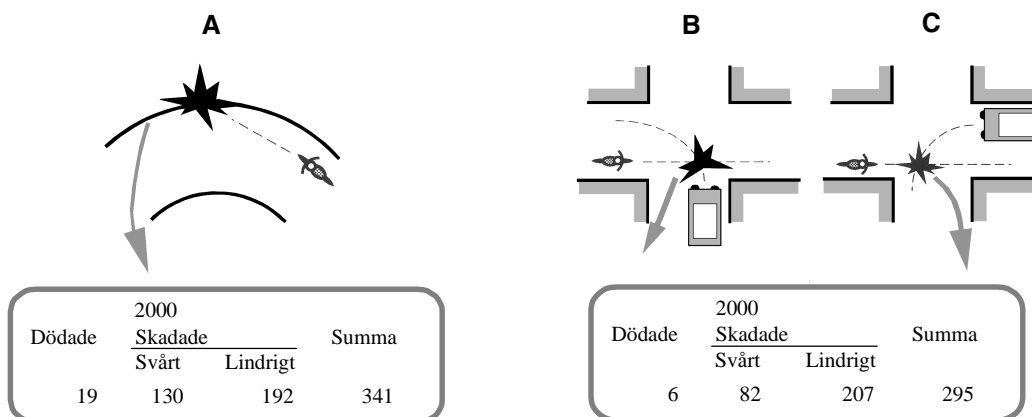 A
B
C
2000
Dödade Skadade Summa
Svårt Lindrigt
19 130 192 341
2000
Dödade Skadade Summa
Svårt Lindrigt
6 82 207 295